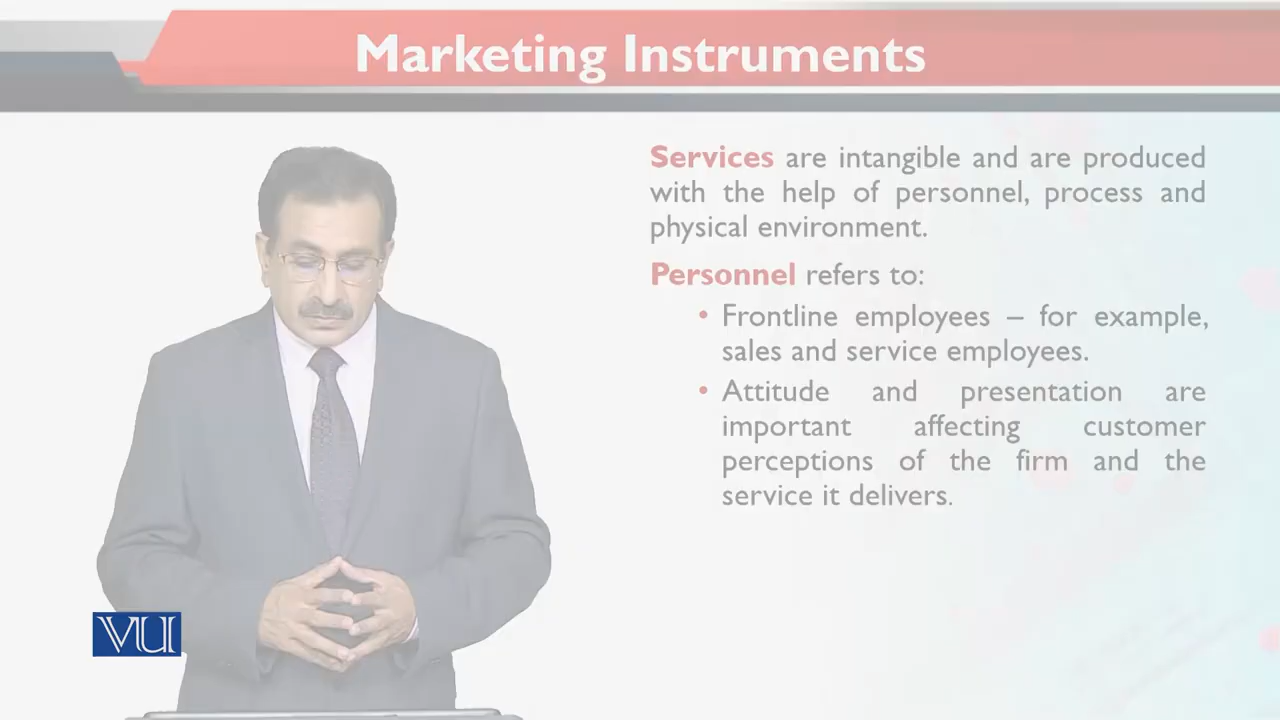 Marketing Instruments
Services are intangible and are produced
with the help of personnel, process and
physical environment.
Personnel refers to:
• Frontline employees – for example,
sales and service employees.
• Attitude and presentation are
important affecting customer
perceptions of the firm and the
service it delivers.
VU